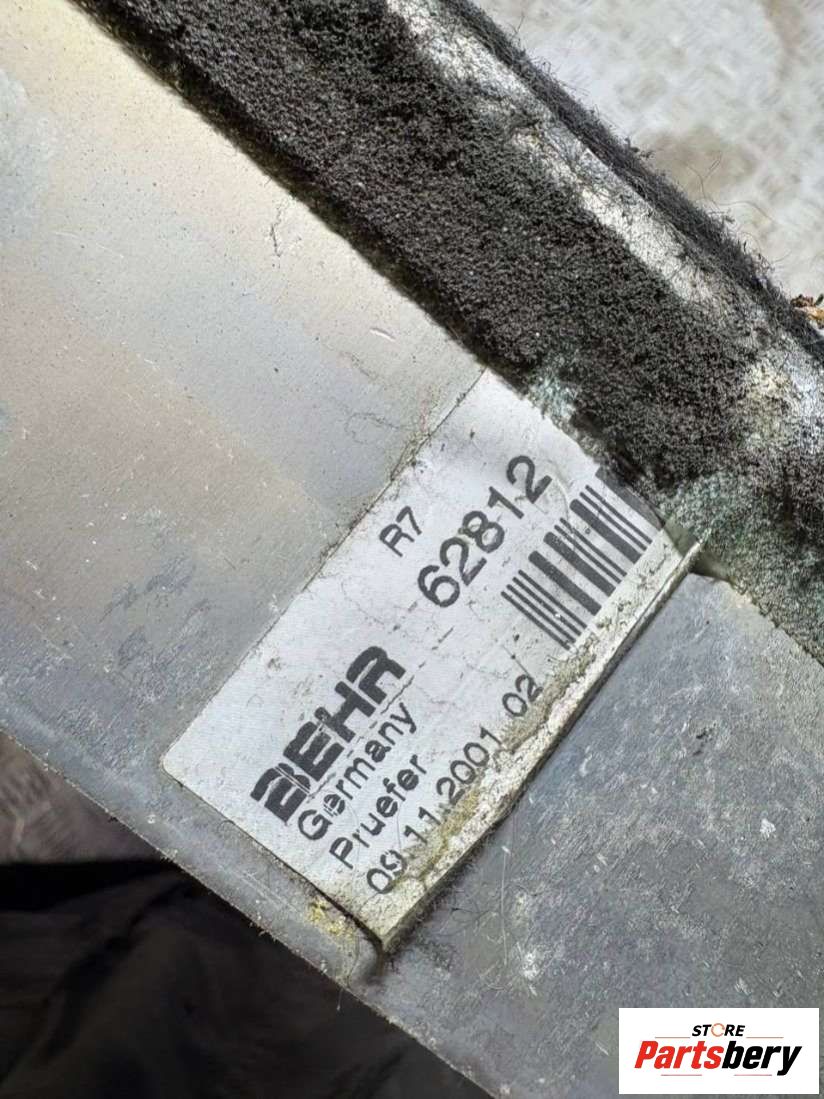 R7
62812
BEHR
Germany
Pruefer
09.11.2001 02
STORE
Partsbery